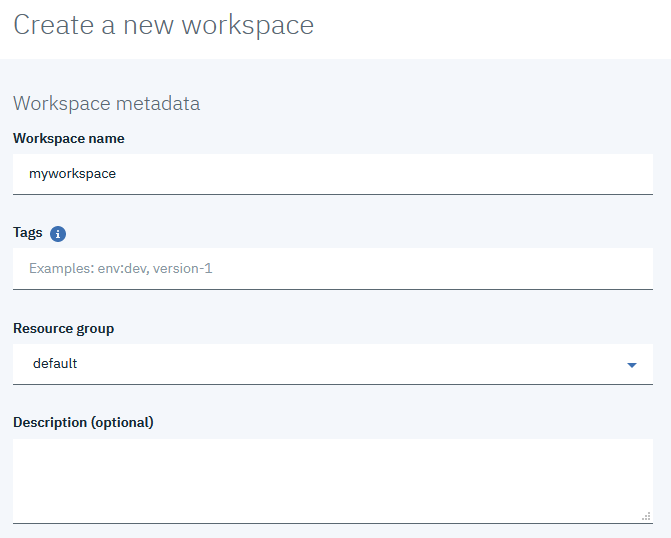 Create a new workspace
Workspace metadata
Workspace name
myworkspace
Tags
Examples: env:dev, version-1
Resource group
default
Description (optional)